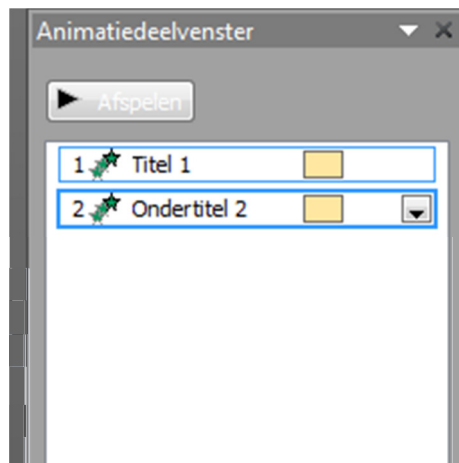 Animatiedeelvenster
Afspelen
1 Titel 1
2 Ondertitel 2